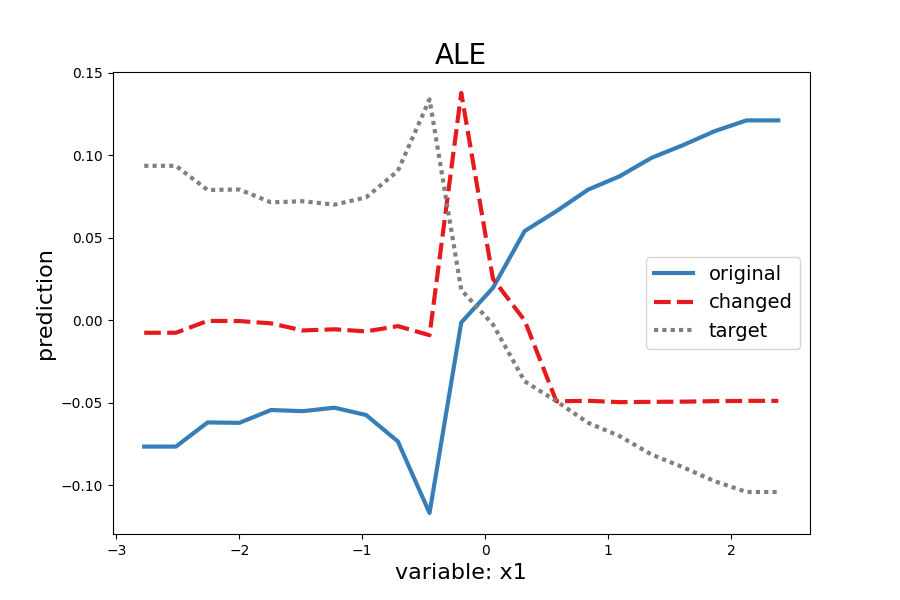 ALE
prediction
0.15
0.10
0.05
0.00
−0.05
−0.10
original
changed
target
−3
−2
−1
0
1
2
variable: x1